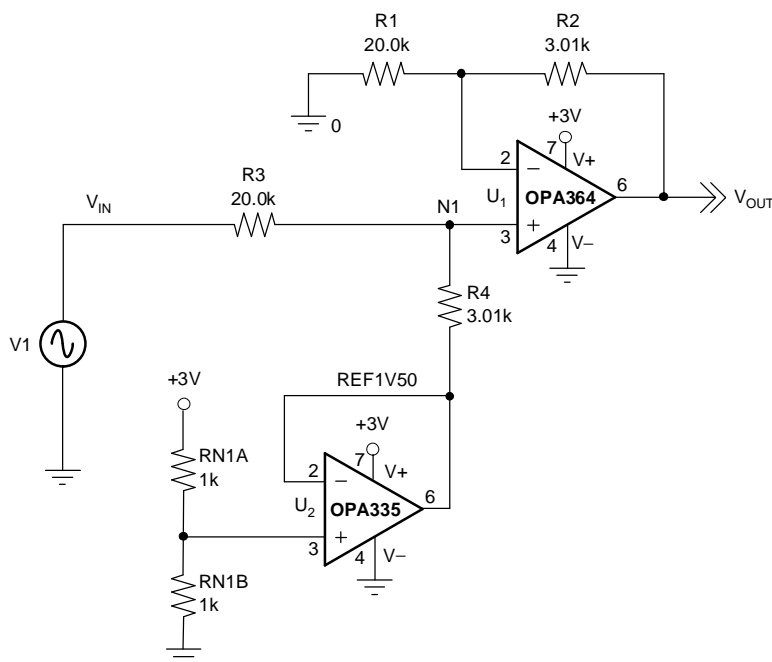 R1
20.0k
R2
3.01k
0
+3V
7
V+
2
−
U1
OPA364
6
VOUT
+
3
4
V−
R3
20.0k
VIN
N1
R4
3.01k
V1
REF1V50
+3V
RN1A
1k
+3V
7
V+
2
−
U2
OPA335
6
+
3
4
V−
RN1B
1k